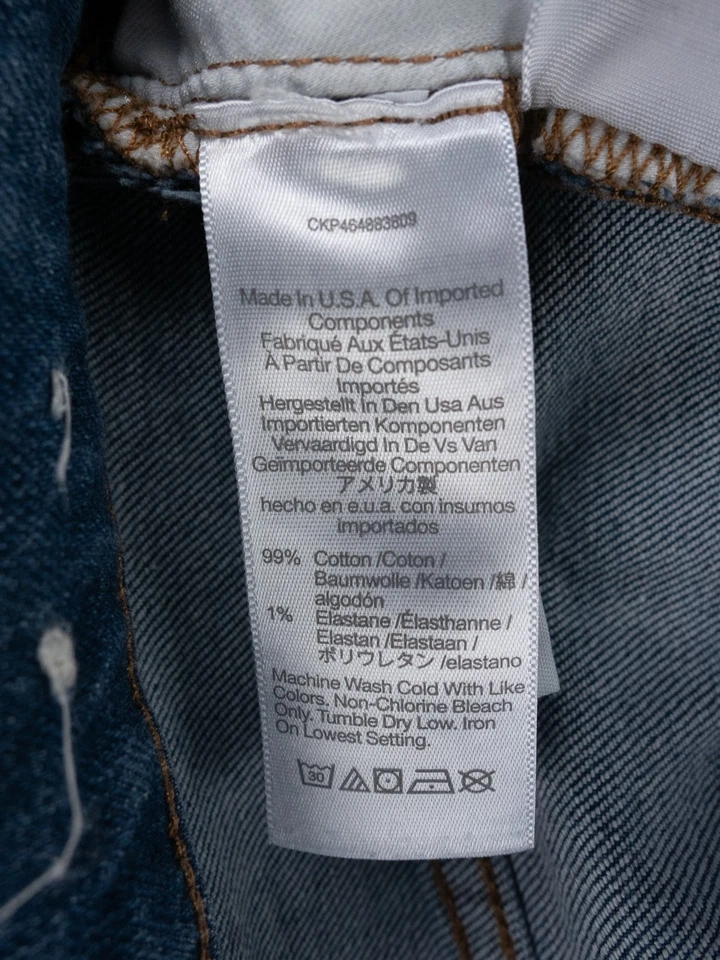 CKP464883809
Made In U.S.A. Of Imported
Components
Fabriqué Aux États-Unis
À Partir De Composants
Importés
Hergestellt In Den Usa Aus
Importierten Komponenten
Vervaardigd In De Vs Van
Geïmporteerde Componenten
アメリカ製
hecho en e.u.a. con insumos
importados
99% Cotton /Coton /
Baumwolle /Katoen /綿 /
algodón
1% Elastane /Élasthanne /
Elastan /Elastaan /
ポリウレタン /elastano
Machine Wash Cold With Like
Colors. Non-Chlorine Bleach
Only. Tumble Dry Low. Iron
On Lowest Setting.
30